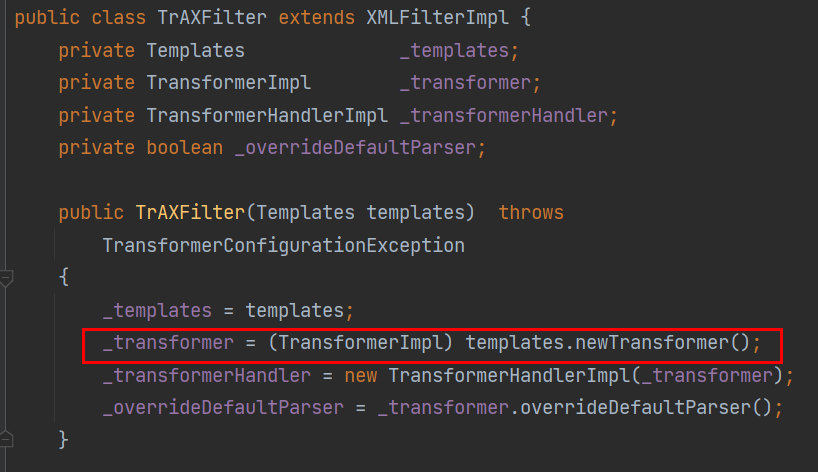 public class TrAXFilter extends XMLFilterImpl {
    private Templates              _templates;
    private TransformerImpl        _transformer;
    private TransformerHandlerImpl _transformerHandler;
    private boolean _overrideDefaultParser;
    public TrAXFilter(Templates templates)  throws
        TransformerConfigurationException
    {
        _templates = templates;
        _transformer = (TransformerImpl) templates.newTransformer();
        _transformerHandler = new TransformerHandlerImpl(_transformer);
        _overrideDefaultParser = _transformer.overrideDefaultParser();
    }